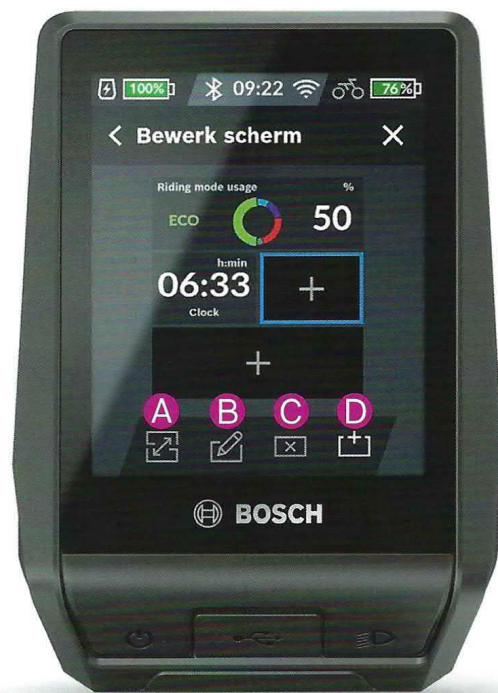 100% 09:22 76%
Bewerk scherm
Riding mode usage %
ECO 50
h:min
06:33
Clock
A B C D
BOSCH